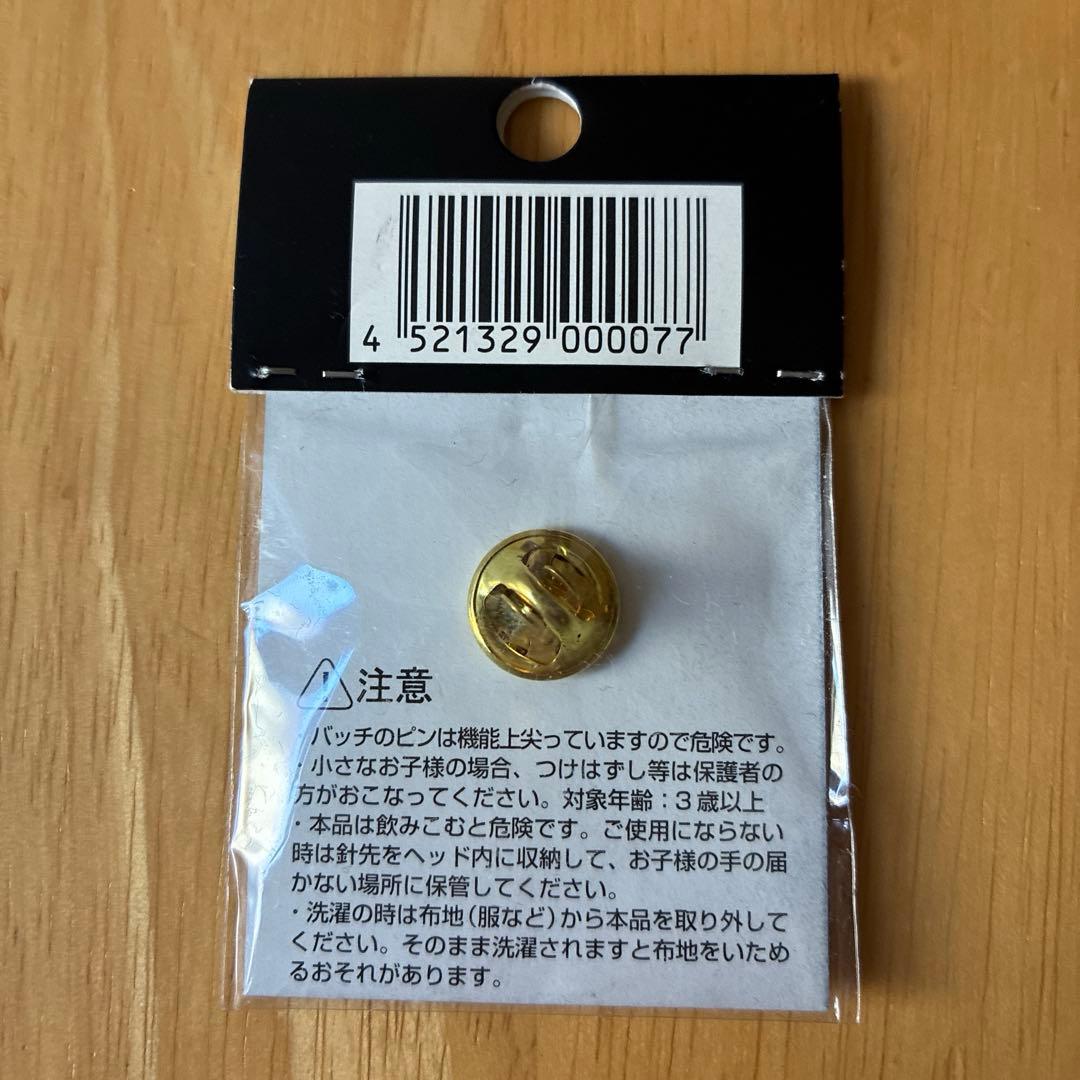 4 521329 000077
注意
・バッチのピンは機能上尖っていますので危険です。
・小さなお子様の場合、つけはずし等は保護者の
方がおこなってください。対象年齢：3歳以上
・本品は飲みこむと危険です。ご使用にならない
時は針先をヘッド内に収納して、お子様の手の届
かない場所に保管してください。
・洗濯の時は布地（服など）から本品を取り外して
ください。そのまま洗濯されますと布地をいため
るおそれがあります。